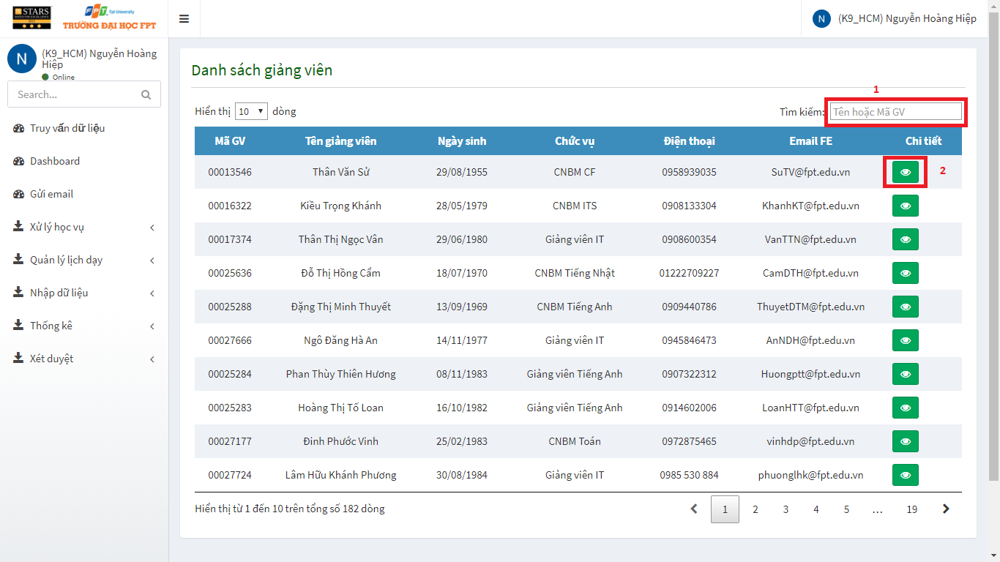 STARS
RATED FOR EXCELLENCE
2012
FPT Fpt University
TRƯỜNG ĐẠI HỌC FPT
N (K9_HCM) Nguyễn Hoàng Hiệp
N (K9_HCM) Nguyễn Hoàng
Hiệp
Online
Search...
Truy vấn dữ liệu
Dashboard
Gửi email
Xử lý học vụ
Quản lý lịch dạy
Nhập dữ liệu
Thống kê
Xét duyệt
Danh sách giảng viên
1
Hiển thị 10 dòng Tìm kiếm: Tên hoặc Mã GV
Mã GV Tên giảng viên Ngày sinh Chức vụ Điện thoại Email FE Chi tiết
00013546 Thân Văn Sử 29/08/1955 CNBM CF 0958939035 SuTV@fpt.edu.vn 2
00016322 Kiều Trọng Khánh 28/05/1979 CNBM ITS 0908133304 KhanhKT@fpt.edu.vn
00017374 Thân Thị Ngọc Vân 29/06/1980 Giảng viên IT 0908600354 VanTTN@fpt.edu.vn
00025636 Đỗ Thị Hồng Cẩm 18/07/1970 CNBM Tiếng Nhật 01222709227 CamDTH@fpt.edu.vn
00025288 Đặng Thị Minh Thuyết 13/09/1969 CNBM Tiếng Anh 0909440786 ThuyetDTM@fpt.edu.vn
00027666 Ngô Đăng Hà An 14/11/1977 Giảng viên IT 0945846473 AnNDH@fpt.edu.vn
00025284 Phan Thùy Thiên Hương 08/11/1983 Giảng viên Tiếng Anh 0907322312 Huongptt@fpt.edu.vn
00025283 Hoàng Thị Tố Loan 16/10/1982 Giảng viên Tiếng Anh 0914602006 LoanHTT@fpt.edu.vn
00027177 Đinh Phước Vinh 25/02/1983 CNBM Toán 0972875465 vinhdp@fpt.edu.vn
00027724 Lâm Hữu Khánh Phương 30/08/1984 Giảng viên IT 0985 530 884 phuonglhk@fpt.edu.vn
Hiển thị từ 1 đến 10 trên tổng số 182 dòng 1 2 3 4 5 ... 19